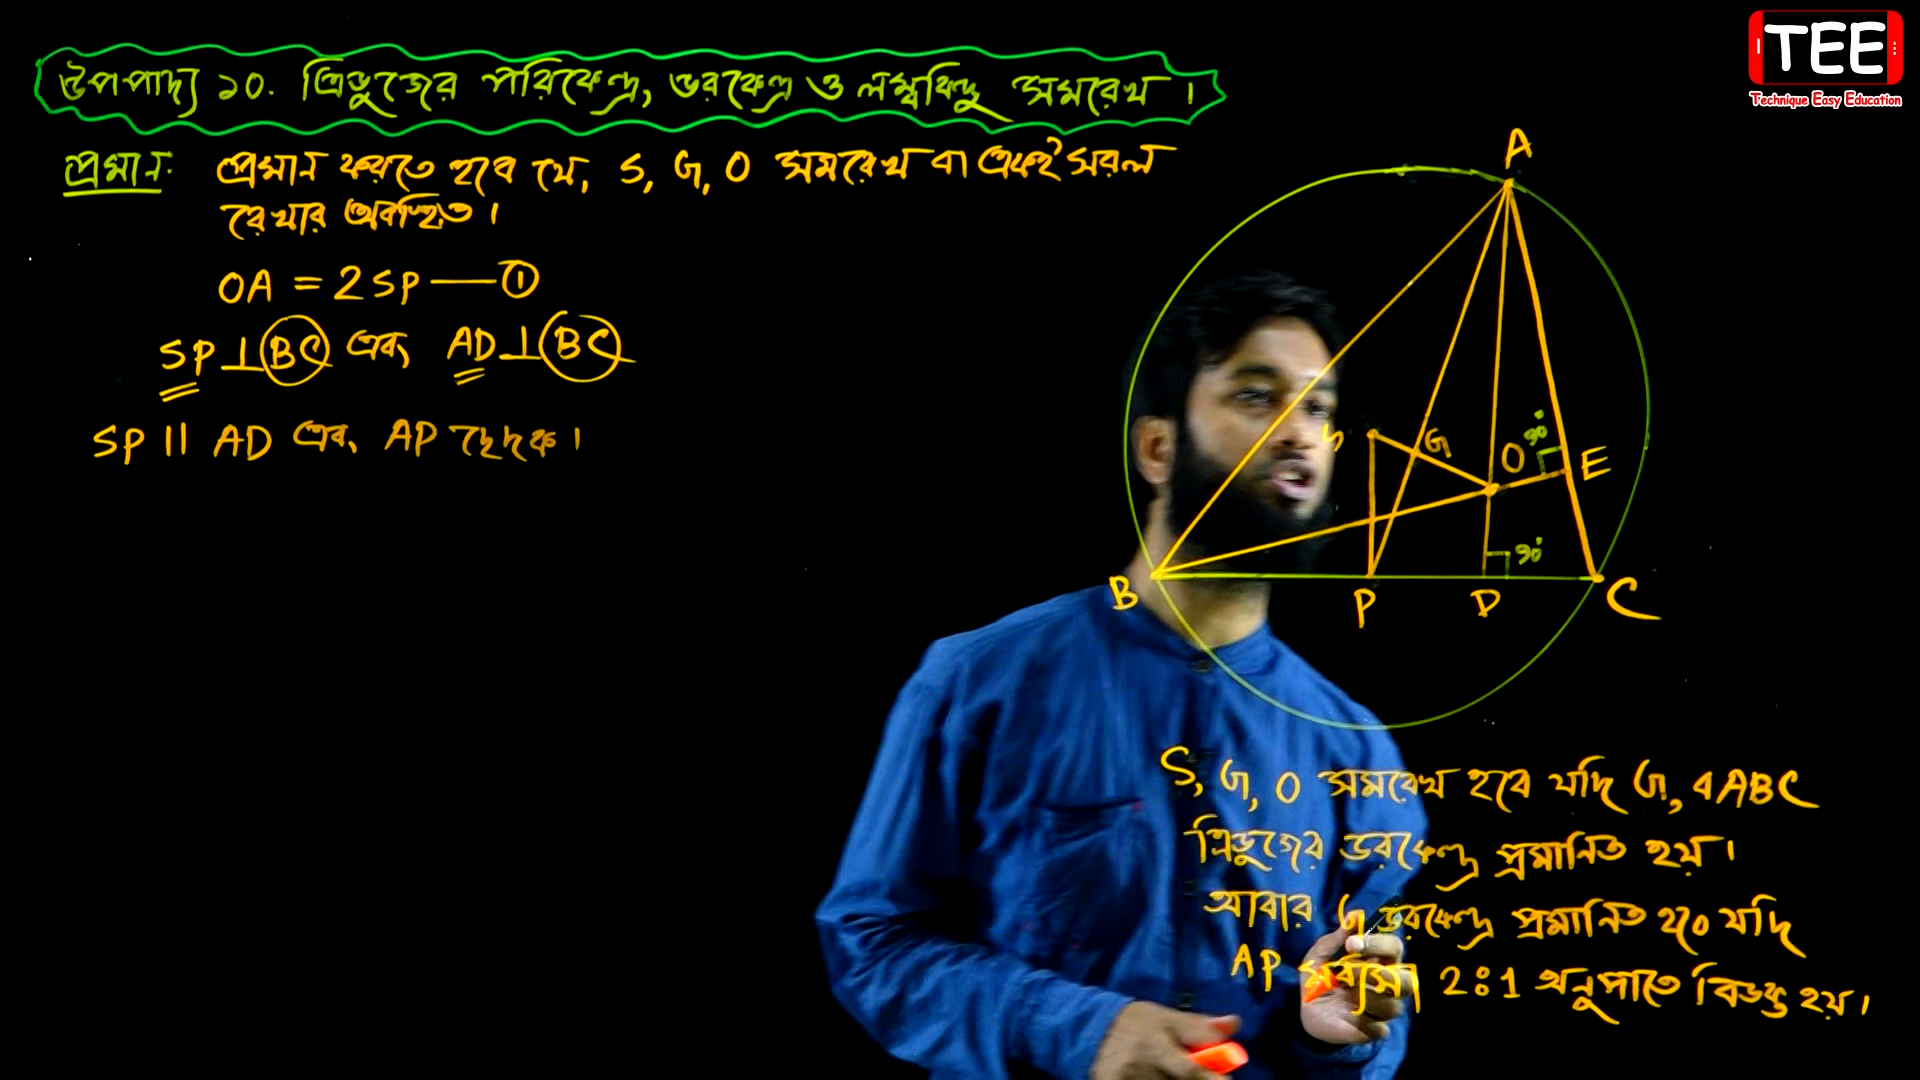 উপপাদ্য ১০. ত্রিভুজের পরিকেন্দ্র, ভরকেন্দ্র ও লম্ববিন্দু সমরেখ।
TEE
Technique Easy Education
প্রমান: প্রমান করতে হবে যে, S, G, O সমরেখ বা একই সরল
রেখায় অবস্থিত।
OA = 2SP — ①
SP ⊥ BC এবং AD ⊥ BC
SP || AD এবং AP ছেদক।
A
S
G
O
90°
E
90°
B
P
D
C
S, G, O সমরেখ হবে যদি G, ABC
ত্রিভুজের ভরকেন্দ্র প্রমানিত হয়।
আবার G ভরকেন্দ্র প্রমানিত হবে যদি
AP মধ্যমা 2:1 অনুপাতে বিভক্ত হয়।